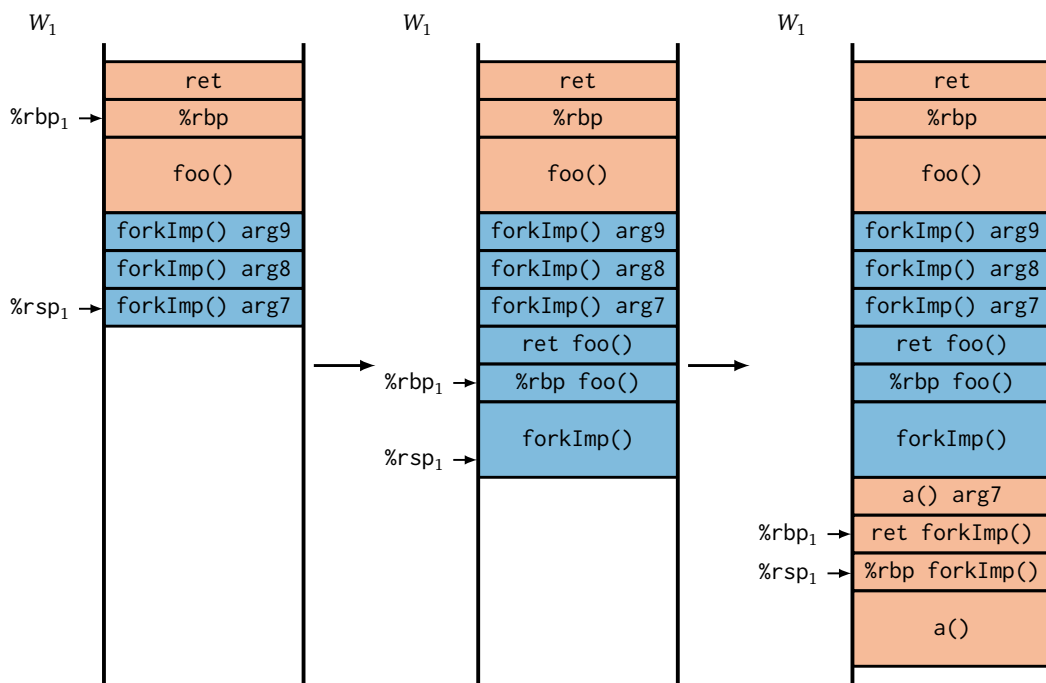 W1
ret
%rbp1
%rbp
foo()
forkImp() arg9
forkImp() arg8
%rsp1
forkImp() arg7
W1
ret
%rbp
foo()
forkImp() arg9
forkImp() arg8
forkImp() arg7
ret foo()
%rbp1
%rbp foo()
forkImp()
%rsp1
W1
ret
%rbp
foo()
forkImp() arg9
forkImp() arg8
forkImp() arg7
ret foo()
%rbp foo()
forkImp()
a() arg7
%rbp1
ret forkImp()
%rsp1
%rbp forkImp()
a()